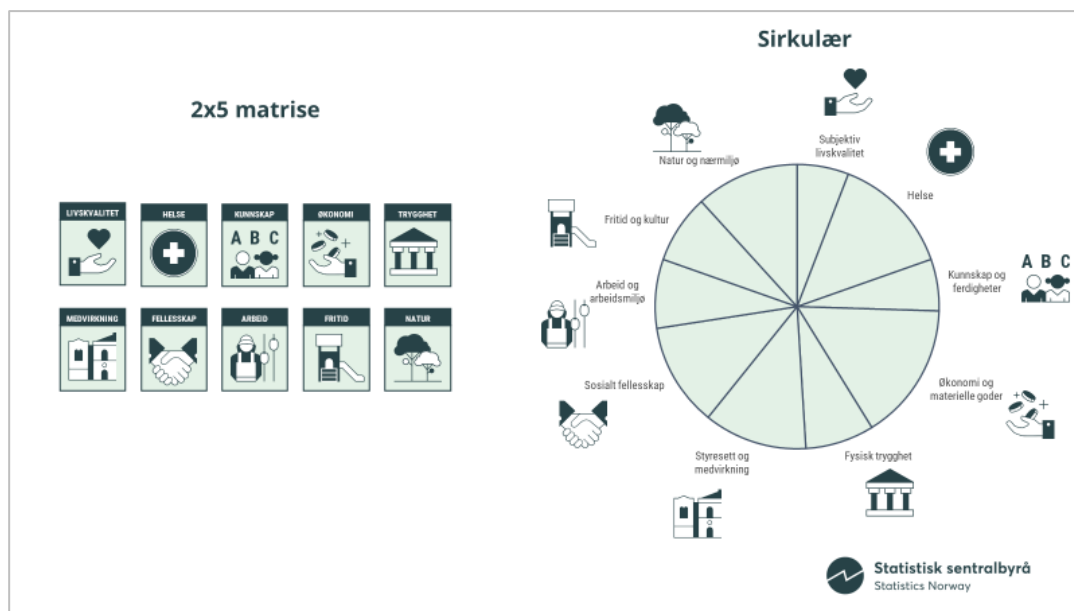 2x5 matrise
LIVSKVALITET
HELSE
KUNNSKAP
A B C
ØKONOMI
TRYGGHET
MEDVIRKNING
FELLESSKAP
ARBEID
FRITID
NATUR
Sirkulær
Subjektiv
livskvalitet
Helse
Kunnskap og
ferdigheter
A B C
Økonomi og
materielle goder
Fysisk trygghet
Styresett og
medvirkning
Sosialt fellesskap
Arbeid og
arbeidsmiljø
Fritid og kultur
Natur og nærmiljø
Statistisk sentralbyrå
Statistics Norway